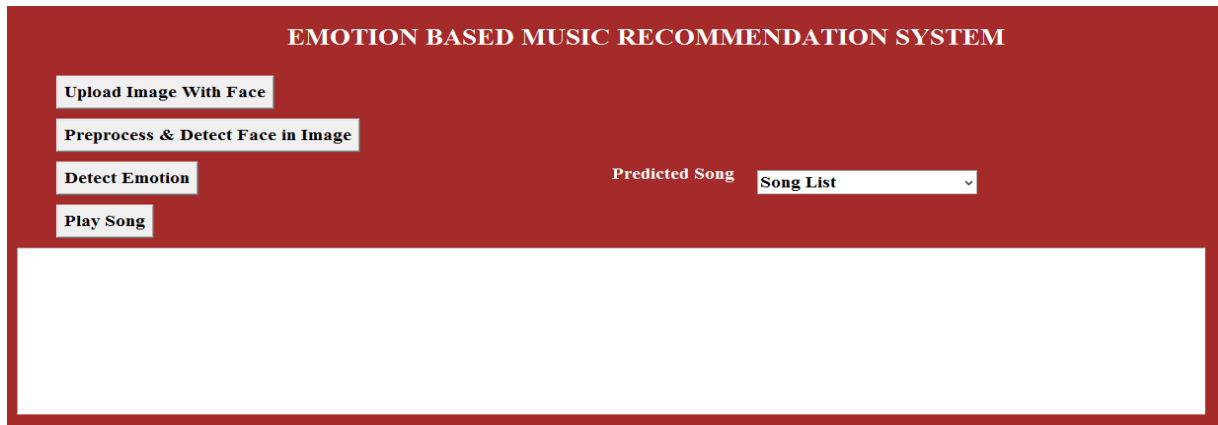 EMOTION BASED MUSIC RECOMMENDATION SYSTEM
Upload Image With Face
Preprocess & Detect Face in Image
Detect Emotion
Predicted Song
Song List
Play Song